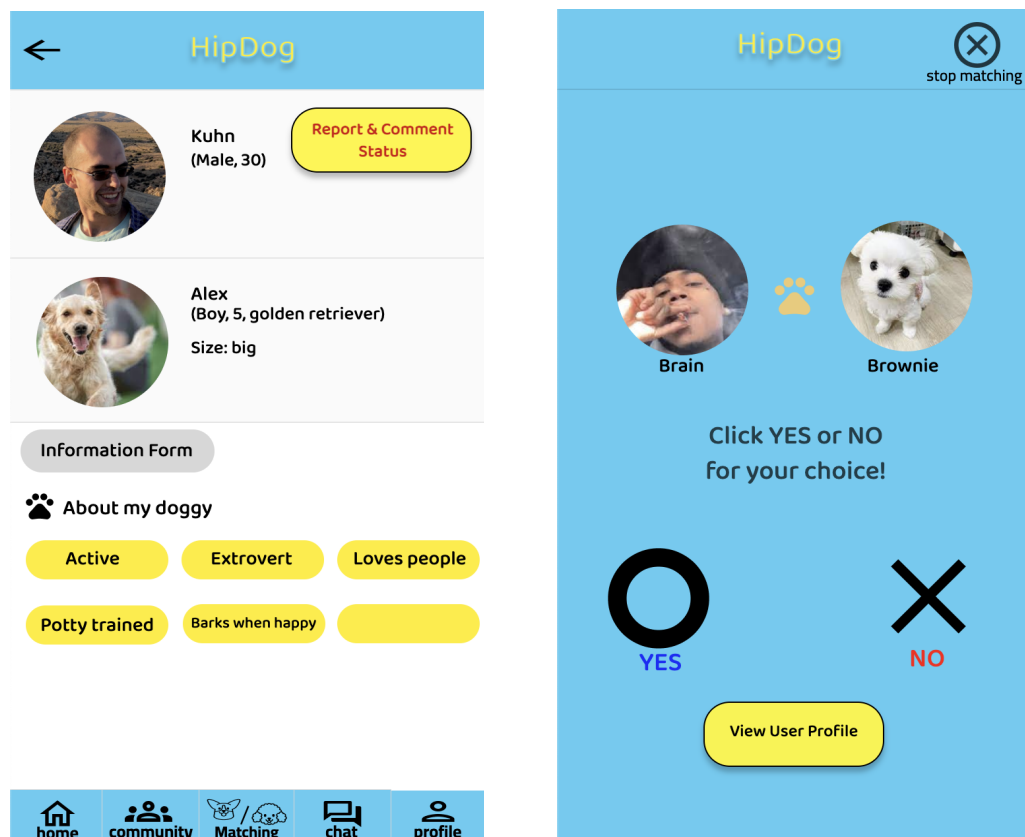 HipDog
Kuhn
(Male, 30)
Report & Comment
Status
Alex
(Boy, 5, golden retriever)
Size: big
Information Form
About my doggy
Active
Extrovert
Loves people
Potty trained
Barks when happy
home
community
Matching
chat
profile
HipDog
stop matching
Brain
Brownie
Click YES or NO
for your choice!
YES
NO
View User Profile